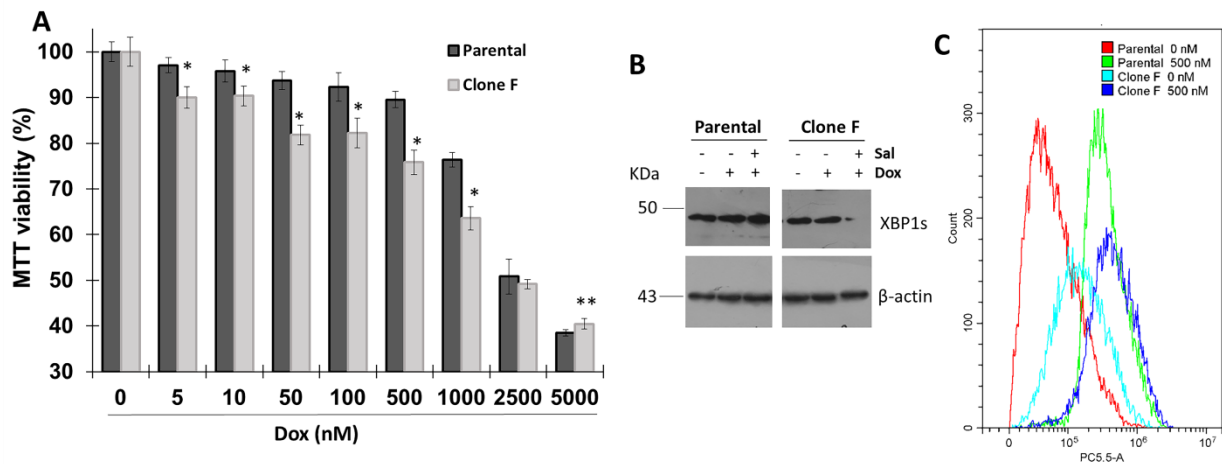 A
MTT viability (%)
100
90
80
70
60
50
40
30
Parental
Clone F
* * * * * * **
0 5 10 50 100 500 1000 2500 5000
Dox (nM)
B
Parental Clone F
- - + - - + Sal
- + + - + + Dox
KDa
50
XBP1s
43
β-actin
C
Parental 0 nM
Parental 500 nM
Clone F 0 nM
Clone F 500 nM
Count
300
200
100
0
0 10⁵ 10⁶ 10⁷
PC5.5-A